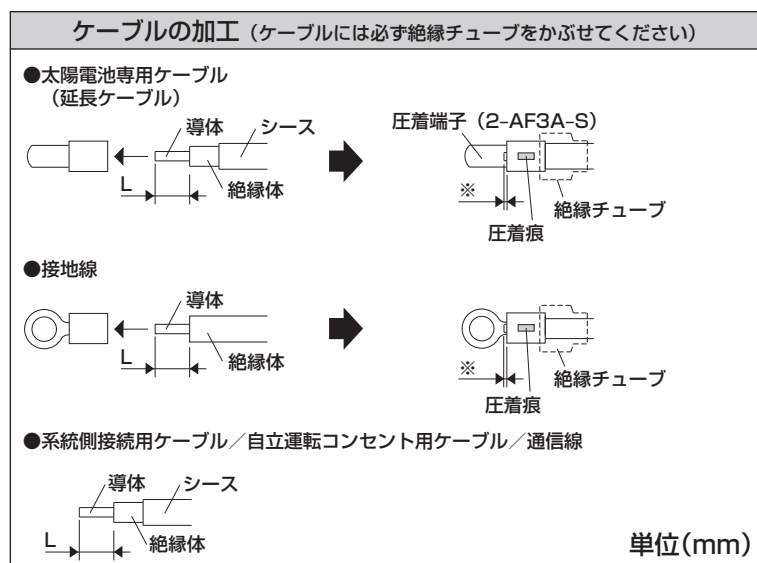 ケーブルの加工（ケーブルには必ず絶縁チューブをかぶせてください）
●太陽電池専用ケーブル
（延長ケーブル）
導体
シース
L
絶縁体
圧着端子（2-AF3A-S）
※
絶縁チューブ
圧着痕
●接地線
導体
L
絶縁体
※
絶縁チューブ
圧着痕
●系統側接続用ケーブル／自立運転コンセント用ケーブル／通信線
導体
シース
L
絶縁体
単位(mm)